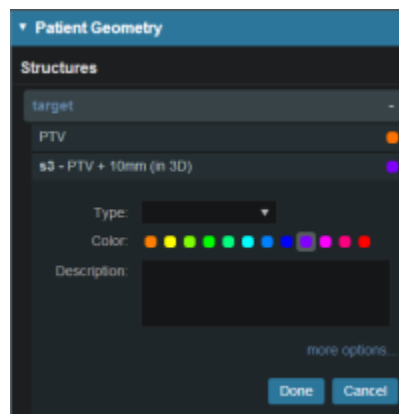 Patient Geometry
Structures
target -
PTV
s3 - PTV + 10mm (in 3D)
Type:
Color:
Description:
more options...
Done Cancel